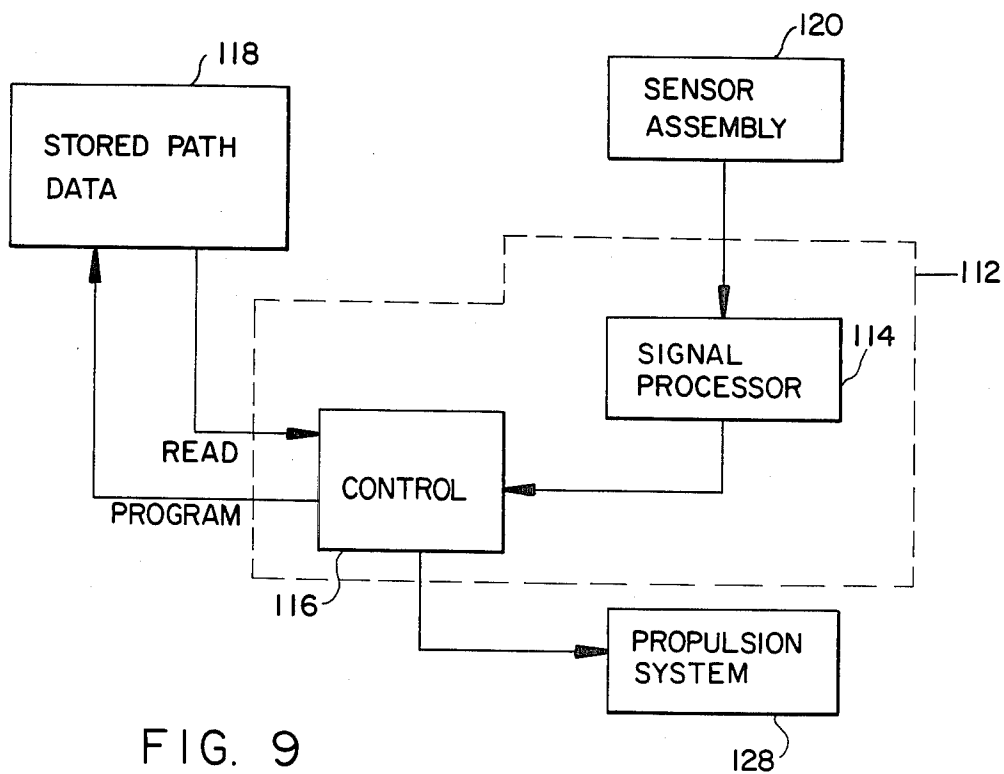 118
STORED PATH
DATA
120
SENSOR
ASSEMBLY
112
114
SIGNAL
PROCESSOR
READ
PROGRAM
CONTROL
116
PROPULSION
SYSTEM
128
FIG. 9